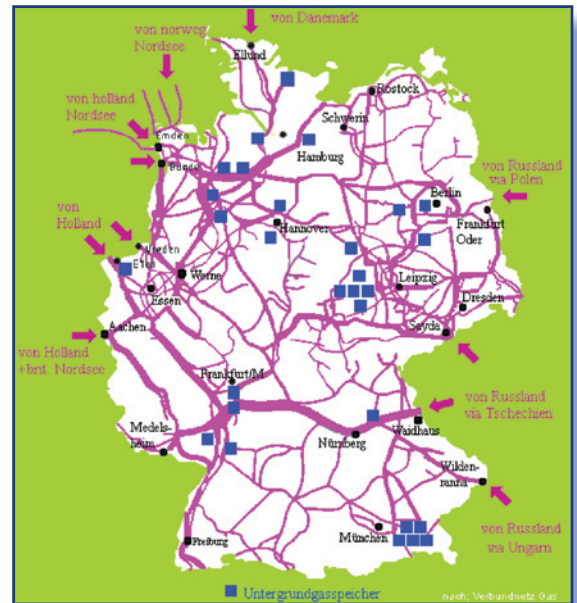 von Dänemark
von norweg.
Nordsee
Ellund
Rostock
von holländ.
Nordsee
Schwerin
Emden
Hamburg
Bunde
von Russland
via Polen
Berlin
von
Holland
Hannover
Frankfurt
Oder
Vreden
Elten
Werne
Leipzig
Essen
Dresden
Aachen
Sayda
von Holland
+bnt. Nordsee
Frankfurt/M
von Russland
via Tschechien
Medels-
heim
Nürnberg
Waidhaus
Wilden-
ranna
München
von Russland
via Ungarn
Freiburg
Untergrundgasspeicher
nach: Verbundnetz Gas